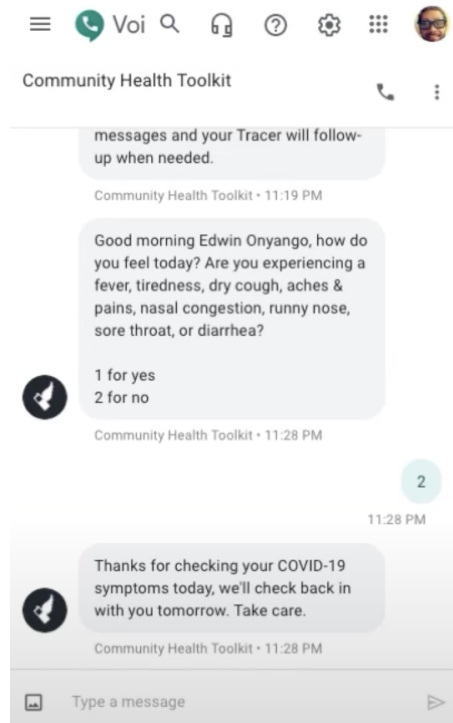 Voi
Community Health Toolkit
messages and your Tracer will follow-
up when needed.
Community Health Toolkit • 11:19 PM
Good morning Edwin Onyango, how do
you feel today? Are you experiencing a
fever, tiredness, dry cough, aches &
pains, nasal congestion, runny nose,
sore throat, or diarrhea?
1 for yes
2 for no
Community Health Toolkit • 11:28 PM
2
11:28 PM
Thanks for checking your COVID-19
symptoms today, we'll check back in
with you tomorrow. Take care.
Community Health Toolkit • 11:28 PM
Type a message